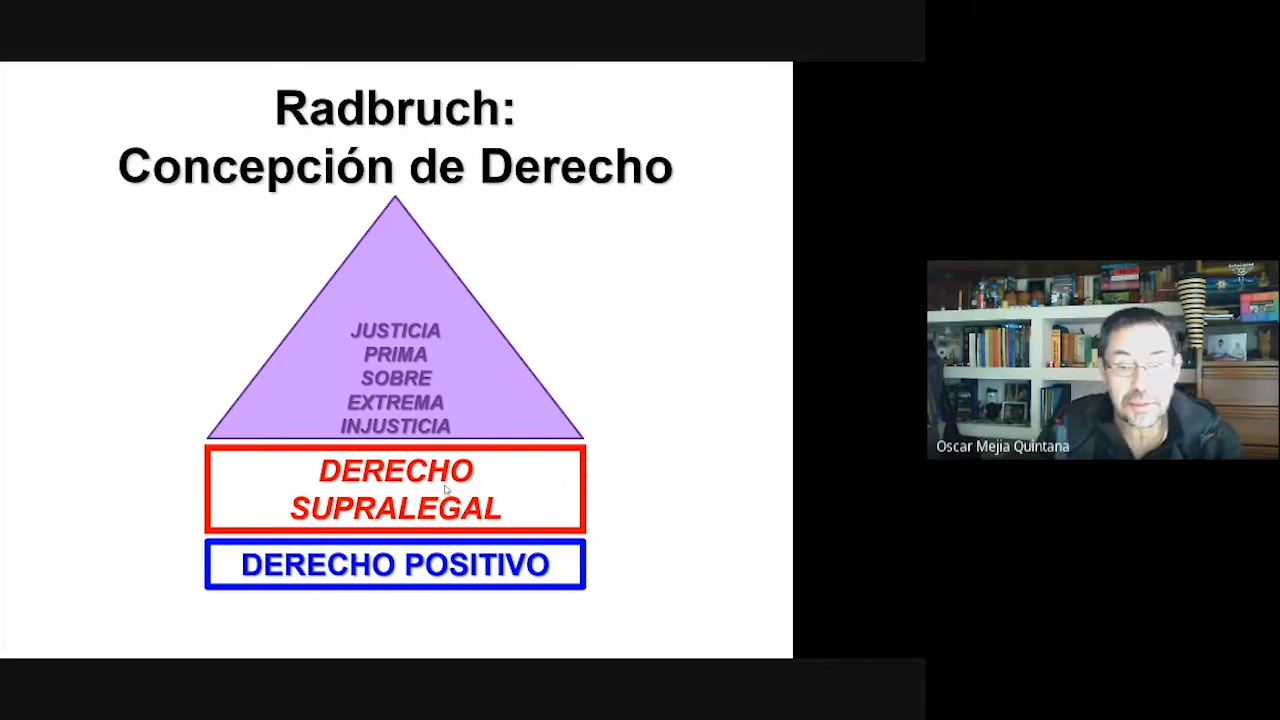 Radbruch:
Concepción de Derecho
JUSTICIA
PRIMA
SOBRE
EXTREMA
INJUSTICIA
DERECHO
SUPRALEGAL
DERECHO POSITIVO
Oscar Mejia Quintana